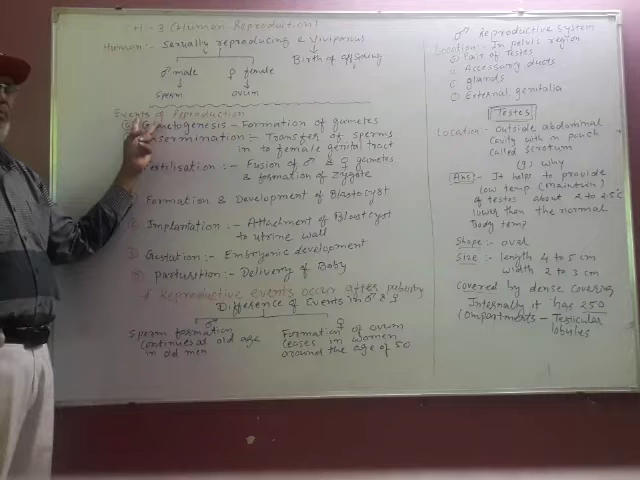 H-3 (Human Reproduction)
Human :- Sexually reproducing & Viviparous
Birth of offspring
♂ male ♀ female
Sperm ovum
Events of Reproduction
Gametogenesis - Formation of gametes
Insermination :- Transfer of sperms
in to female genital tract
Fertilisation :- Fusion of ♂ & ♀ gametes
& formation of zygote
Formation & Development of Blastocyst
Implantation :- Attachment of Blastcyst
to utrine wall
Gestation :- Embryonic development
Parturition :- Delivery of Baby
# Reproductive events occur after puberty
Difference of Events in ♂ & ♀
♂ ♀
Sperm formation
continues at old age
in old men
Formation of ovum
ceases in women
around the age of 50
♂ Reproductive System
Location:- In pelvis region
Pair of Testes
Accessary ducts
glands
External genitalia
Testes
Location:- Outside abdominal
cavity with in pouch
called scrotum
(Q) Why
Ans:- It helps to provide
low temp (maintain)
of testes about 2 to 2.5°c
lower than the normal
Body temp
Shape:- oval
Size:- length 4 to 5 cm
width 2 to 3 cm
Covered by dense covering
Internally it has 250
Compartments - Testicular
lobules